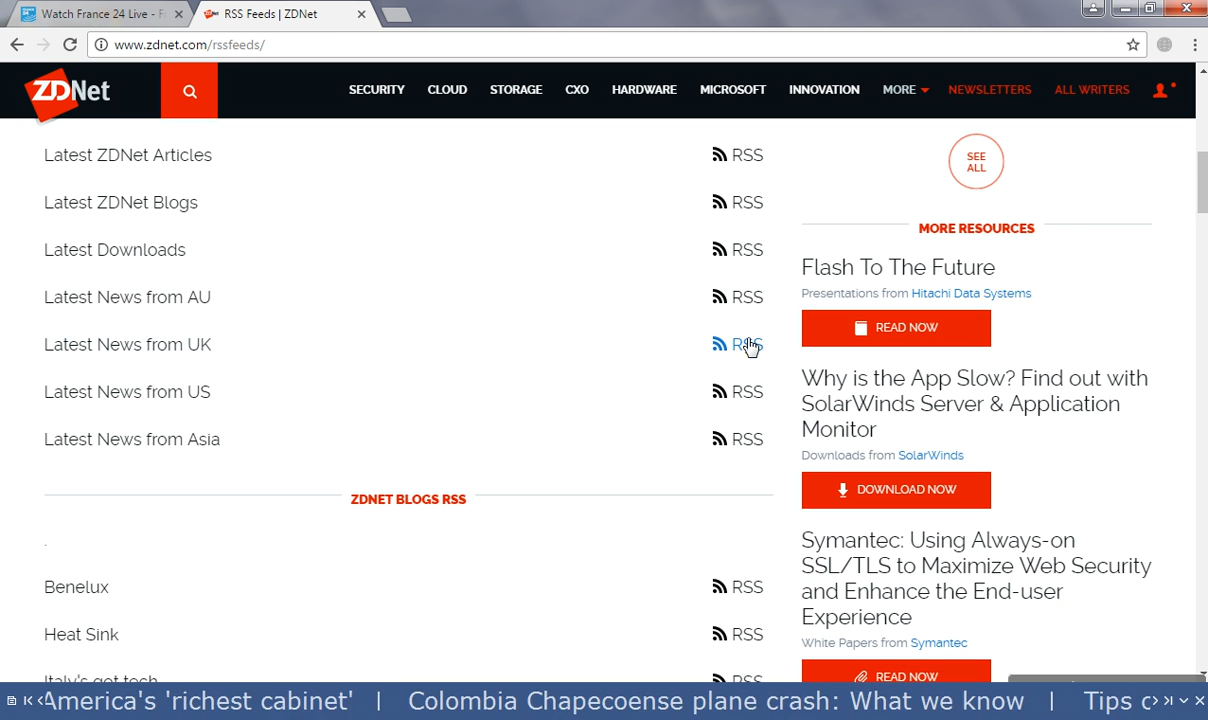 Watch France 24 Live - F
RSS Feeds | ZDNet
www.zdnet.com/rssfeeds/
ZDNet
SECURITY CLOUD STORAGE CXO HARDWARE MICROSOFT INNOVATION MORE NEWSLETTERS ALL WRITERS
Latest ZDNet Articles RSS
Latest ZDNet Blogs RSS
Latest Downloads RSS
Latest News from AU RSS
Latest News from UK RSS
Latest News from US RSS
Latest News from Asia RSS
ZDNET BLOGS RSS
.
Benelux RSS
Heat Sink RSS
Italy's got tech RSS
SEE
ALL
MORE RESOURCES
Flash To The Future
Presentations from Hitachi Data Systems
READ NOW
Why is the App Slow? Find out with
SolarWinds Server & Application
Monitor
Downloads from SolarWinds
DOWNLOAD NOW
Symantec: Using Always-on
SSL/TLS to Maximize Web Security
and Enhance the End-user
Experience
White Papers from Symantec
READ NOW
America's 'richest cabinet' | Colombia Chapecoense plane crash: What we know | Tips